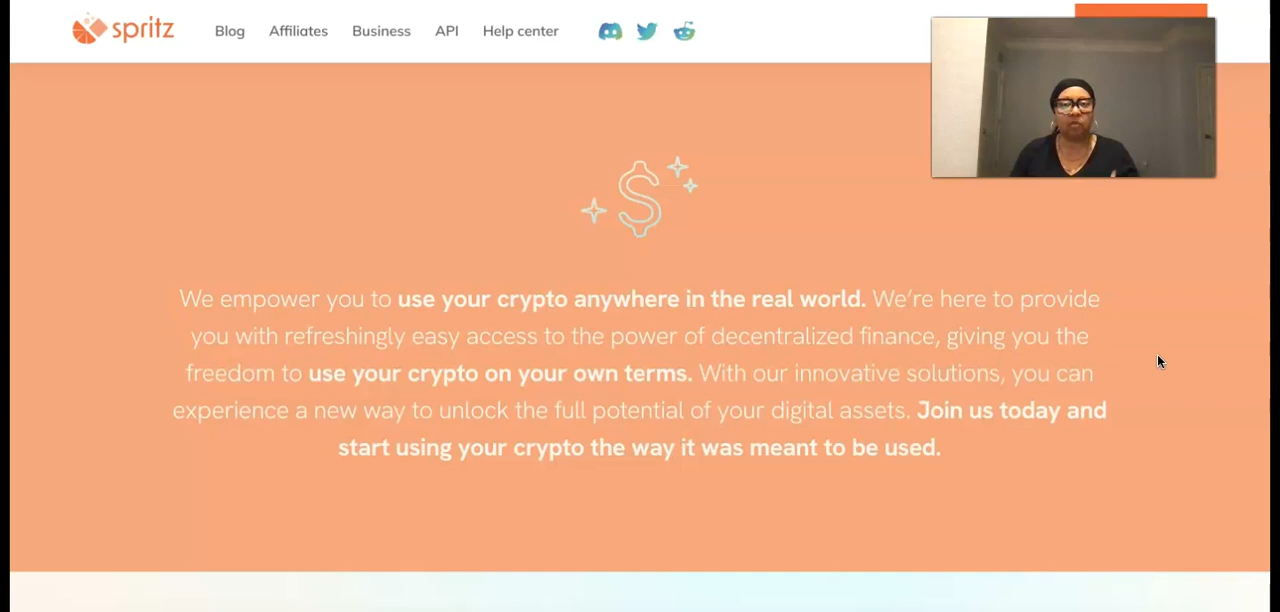 spritz
Blog Affiliates Business API Help center
We empower you to use your crypto anywhere in the real world. We’re here to provide
you with refreshingly easy access to the power of decentralized finance, giving you the
freedom to use your crypto on your own terms. With our innovative solutions, you can
experience a new way to unlock the full potential of your digital assets. Join us today and
start using your crypto the way it was meant to be used.